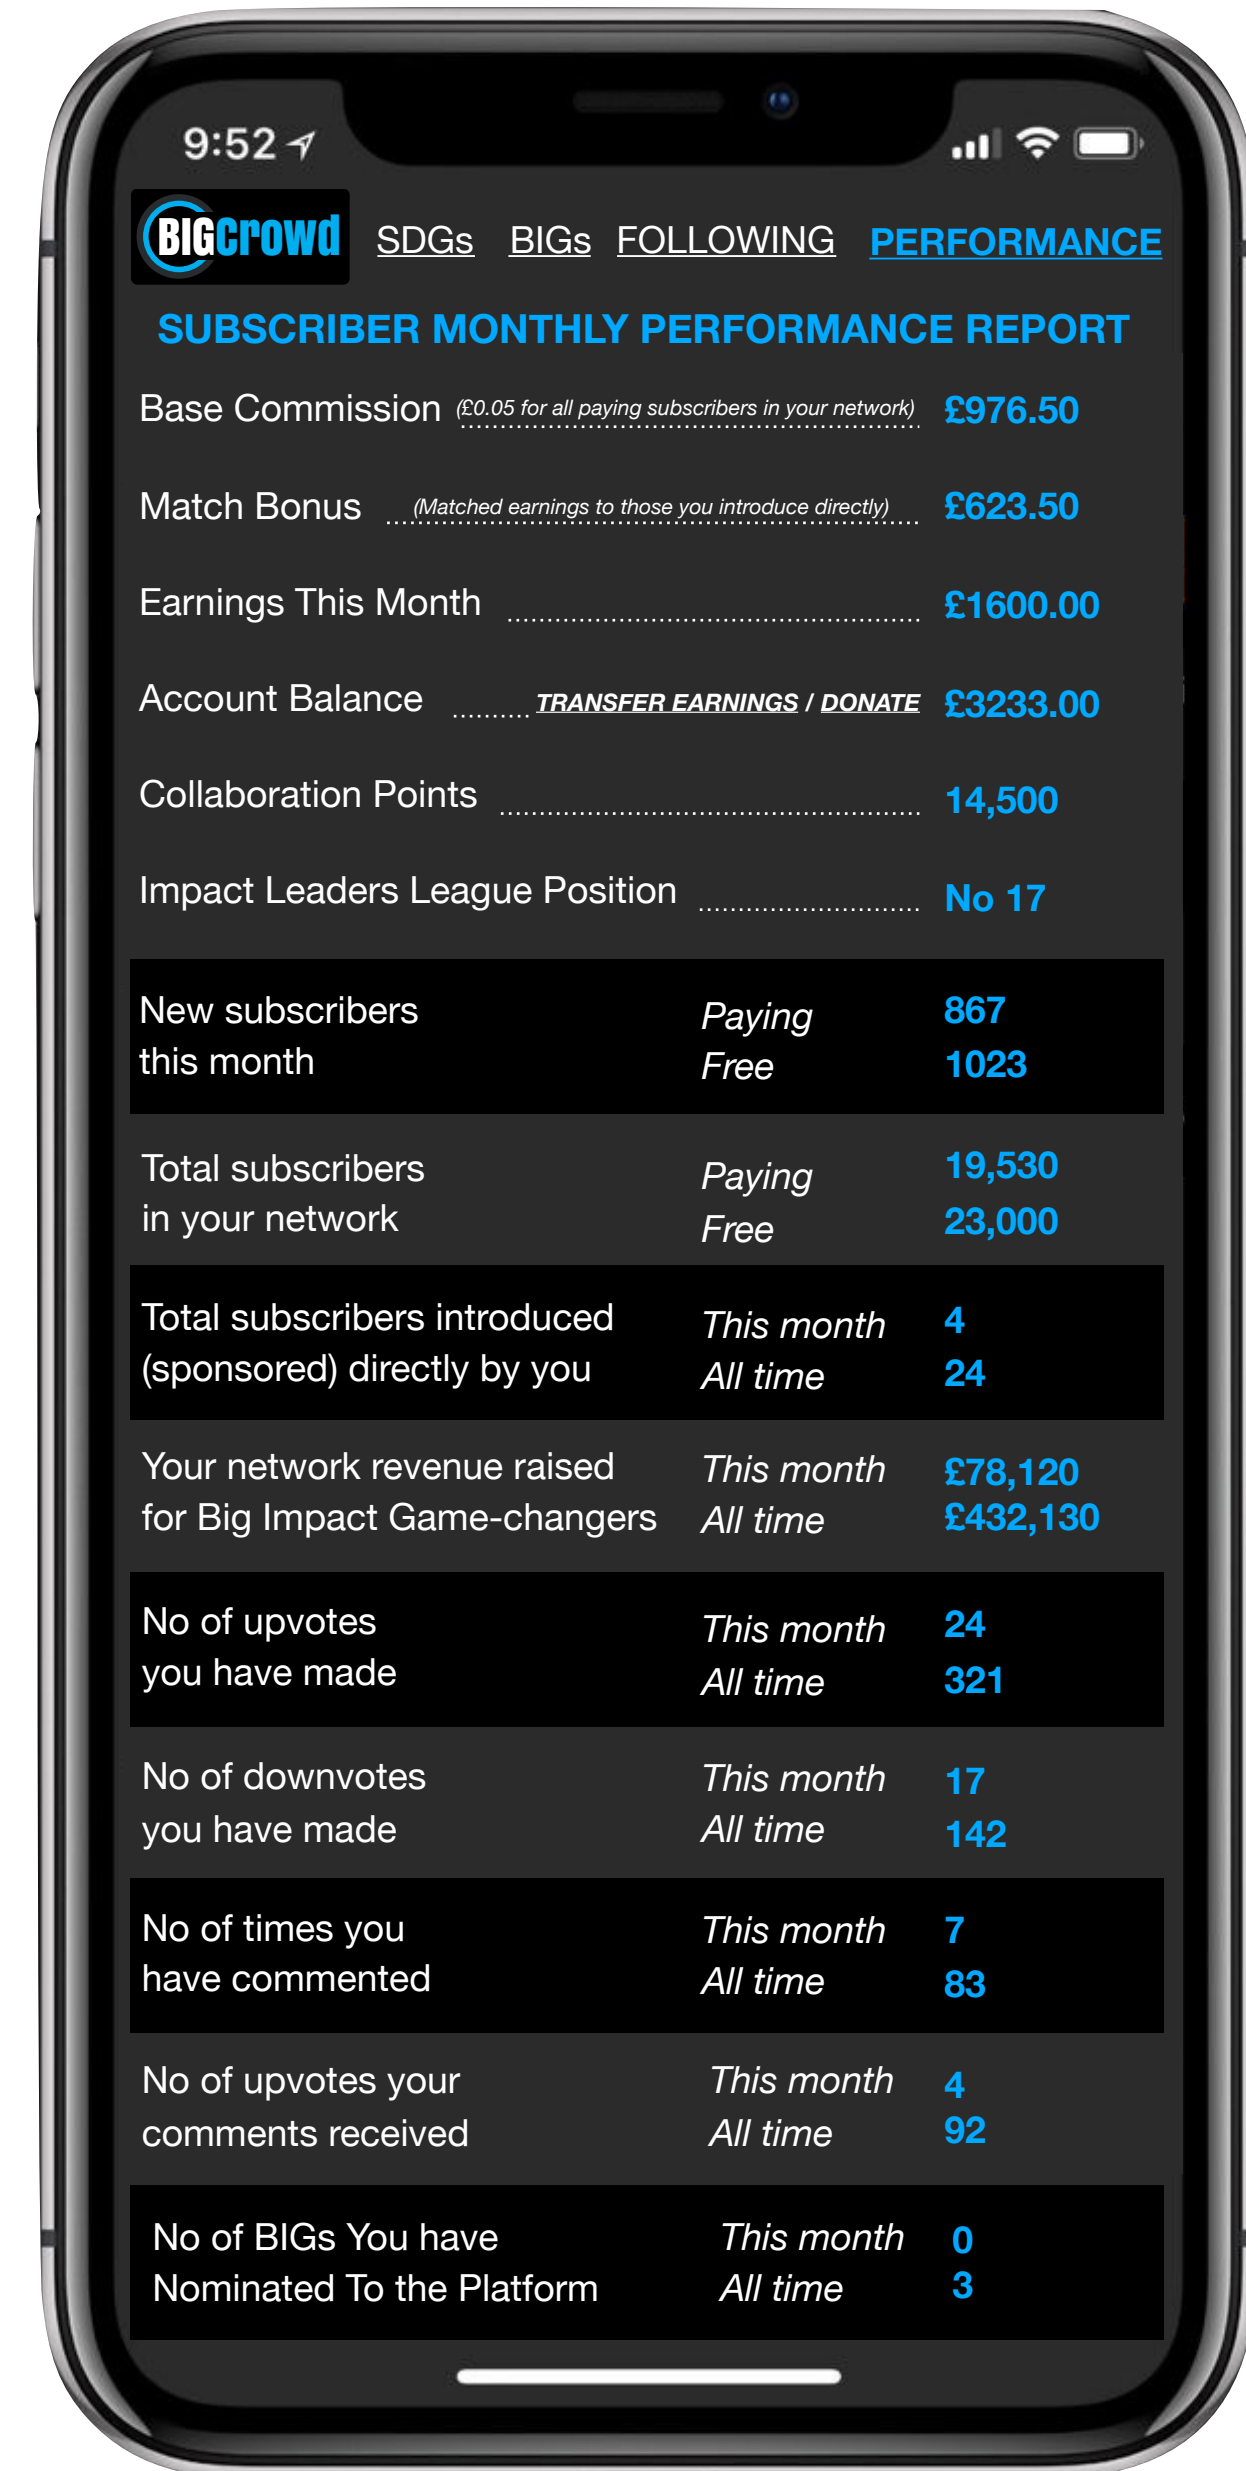 9:52
BIGCrowd SDGs BIGs FOLLOWING PERFORMANCE
SUBSCRIBER MONTHLY PERFORMANCE REPORT
Base Commission (£0.05 for all paying subscribers in your network) £976.50
Match Bonus (Matched earnings to those you introduce directly) £623.50
Earnings This Month £1600.00
Account Balance TRANSFER EARNINGS / DONATE £3233.00
Collaboration Points 14,500
Impact Leaders League Position No 17
New subscribers Paying 867
this month Free 1023
Total subscribers Paying 19,530
in your network Free 23,000
Total subscribers introduced This month 4
(sponsored) directly by you All time 24
Your network revenue raised This month £78,120
for Big Impact Game-changers All time £432,130
No of upvotes This month 24
you have made All time 321
No of downvotes This month 17
you have made All time 142
No of times you This month 7
have commented All time 83
No of upvotes your This month 4
comments received All time 92
No of BIGs You have This month 0
Nominated To the Platform All time 3